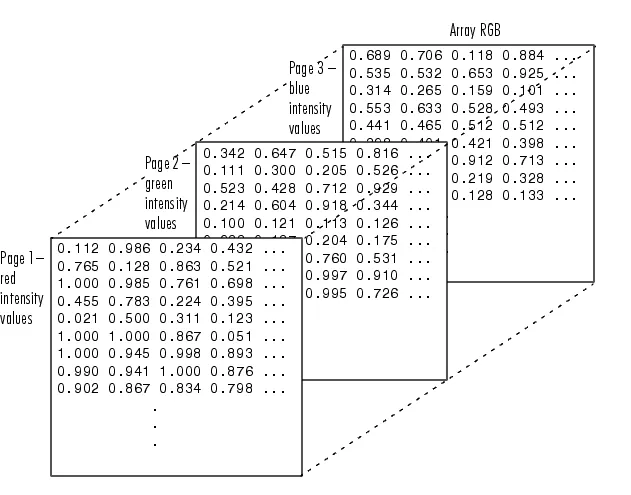 Array RGB
Page 3 –
blue
intensity
values
0.689 0.706 0.118 0.884 ...
0.535 0.532 0.653 0.925 ...
0.314 0.265 0.159 0.101 ...
0.553 0.633 0.528 0.493 ...
0.441 0.465 0.512 0.512 ...
0.421 0.398 ...
0.912 0.713 ...
0.219 0.328 ...
0.128 0.133 ...
Page 2 –
green
intensity
values
0.342 0.647 0.515 0.816 ...
0.111 0.300 0.205 0.526 ...
0.523 0.428 0.712 0.929 ...
0.214 0.604 0.918 0.344 ...
0.100 0.121 0.113 0.126 ...
0.204 0.175 ...
0.760 0.531 ...
0.997 0.910 ...
0.995 0.726 ...
Page 1 –
red
intensity
values
0.112 0.986 0.234 0.432 ...
0.765 0.128 0.863 0.521 ...
1.000 0.985 0.761 0.698 ...
0.455 0.783 0.224 0.395 ...
0.021 0.500 0.311 0.123 ...
1.000 1.000 0.867 0.051 ...
1.000 0.945 0.998 0.893 ...
0.990 0.941 1.000 0.876 ...
0.902 0.867 0.834 0.798 ...
.
.
.